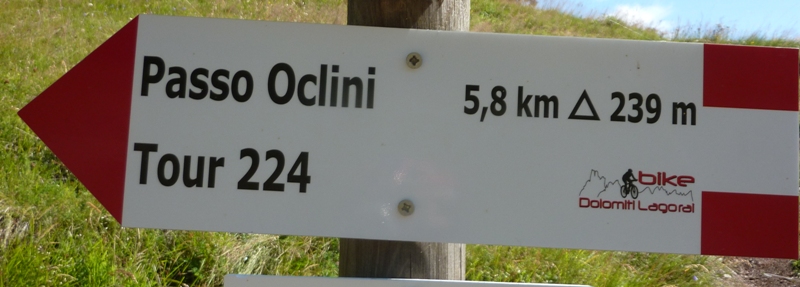 Passo Oclini 5,8 km △ 239 m
Tour 224
bike
Dolomiti Lagorai